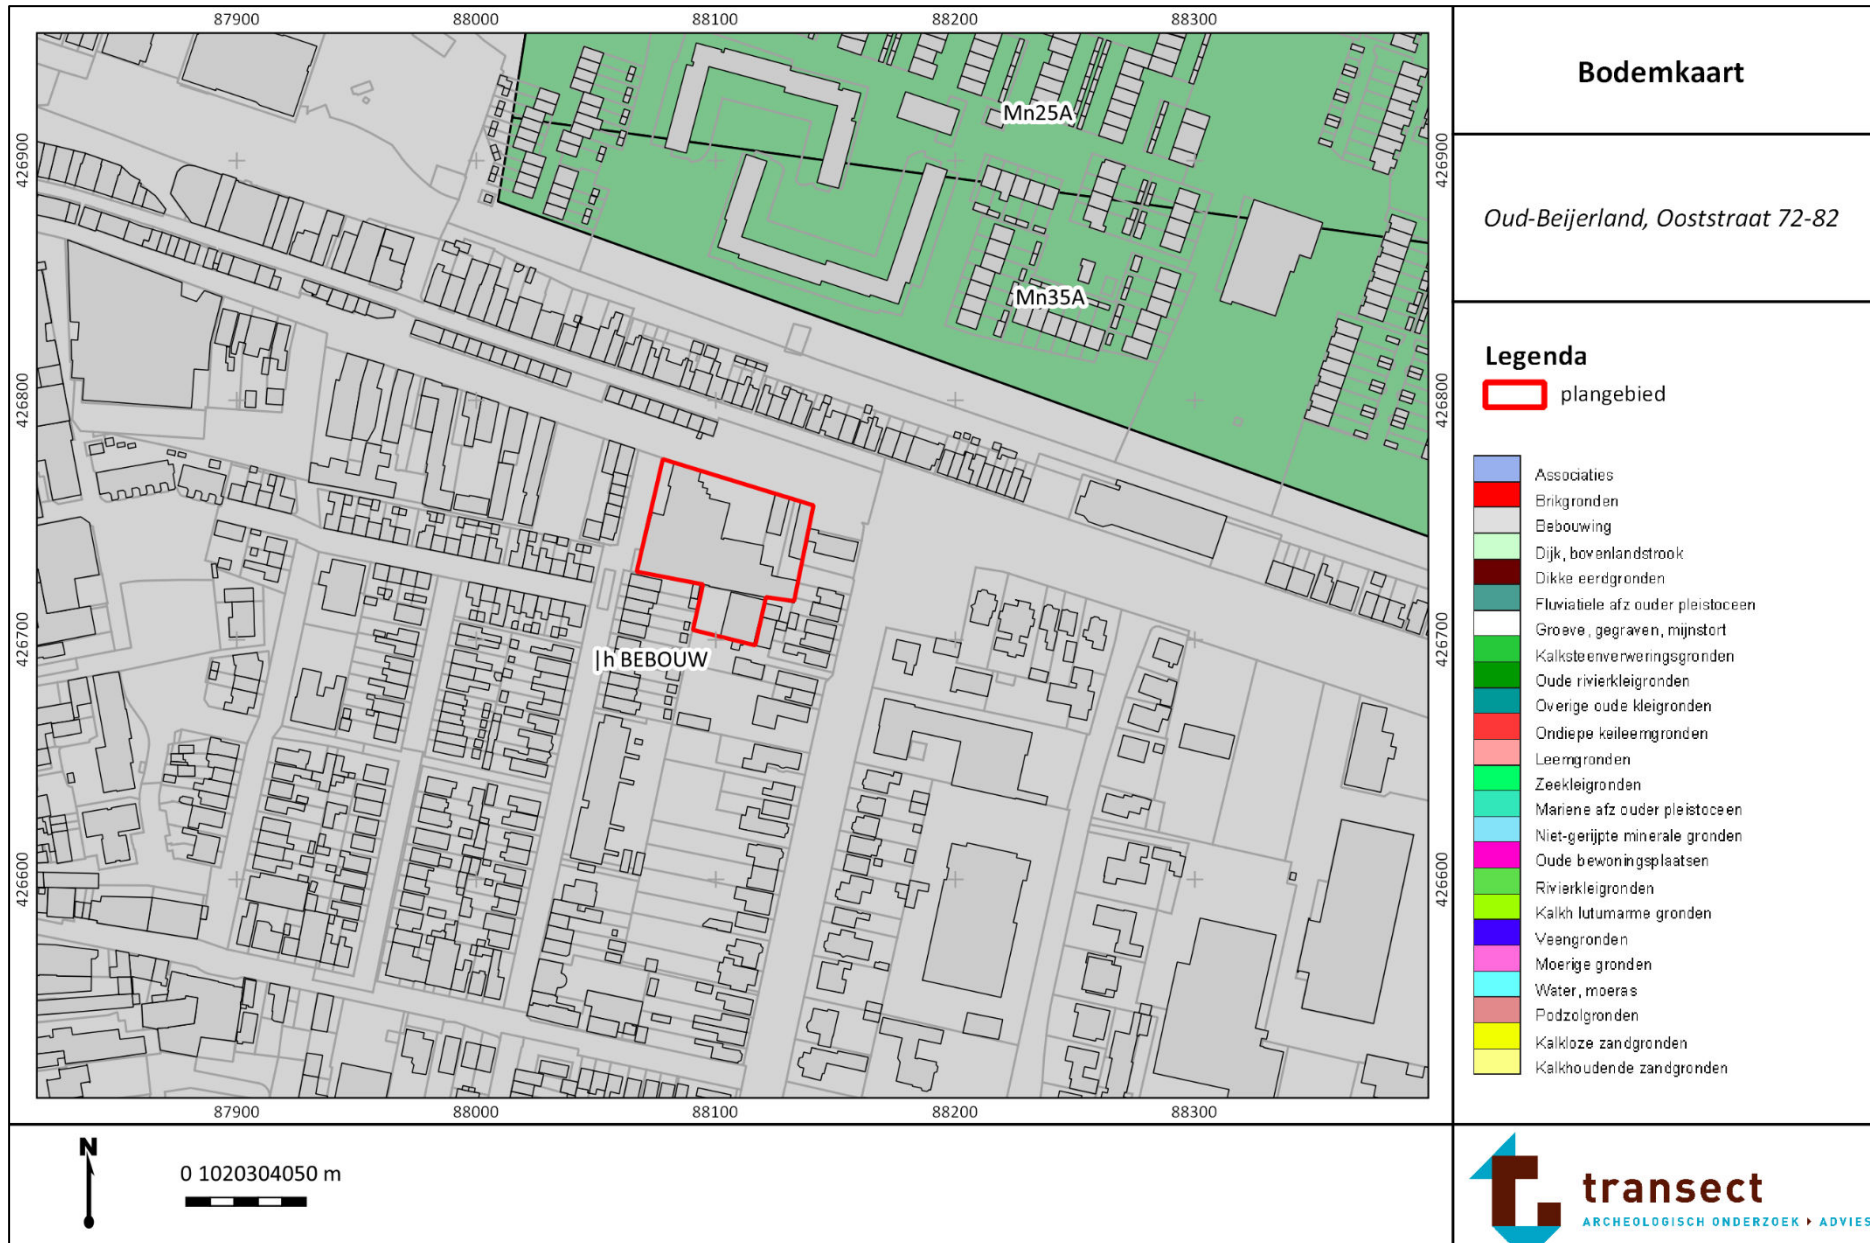 87900 88000 88100 88200 88300
426900
426800
426700
426600
Mn25A
Mn35A
|h BEBOUW
426900
426800
426700
426600
87900 88000 88100 88200 88300
N
0 1020304050 m
Bodemkaart
Oud-Beijerland, Ooststraat 72-82
Legenda
plangebied
Associaties
Brikgronden
Bebouwing
Dijk, bovenlandstrook
Dikke eerdgronden
Fluviatiele afz ouder pleistoceen
Groeve, gegraven, mijnstort
Kalksteenverweringsgronden
Oude rivierkleigronden
Overige oude kleigronden
Ondiepe keileemgronden
Leemgronden
Zeekleigronden
Mariene afz ouder pleistoceen
Niet-gerijpte minerale gronden
Oude bewoningsplaatsen
Rivierkleigronden
Kalkh lutumarme gronden
Veengronden
Moerige gronden
Water, moeras
Podzolgronden
Kalkloze zandgronden
Kalkhoudende zandgronden
transect
ARCHEOLOGISCH ONDERZOEK ▸ ADVIES